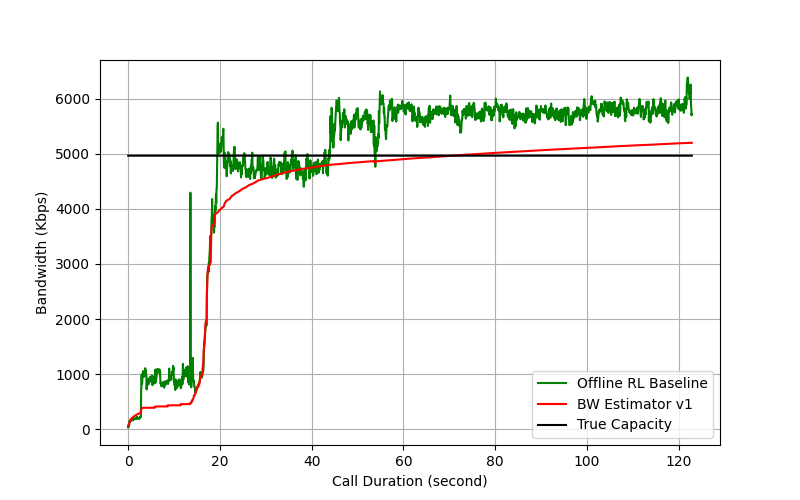 6000
5000
4000
3000
2000
1000
0
Bandwidth (Kbps)
0 20 40 60 80 100 120
Call Duration (second)
Offline RL Baseline
BW Estimator v1
True Capacity